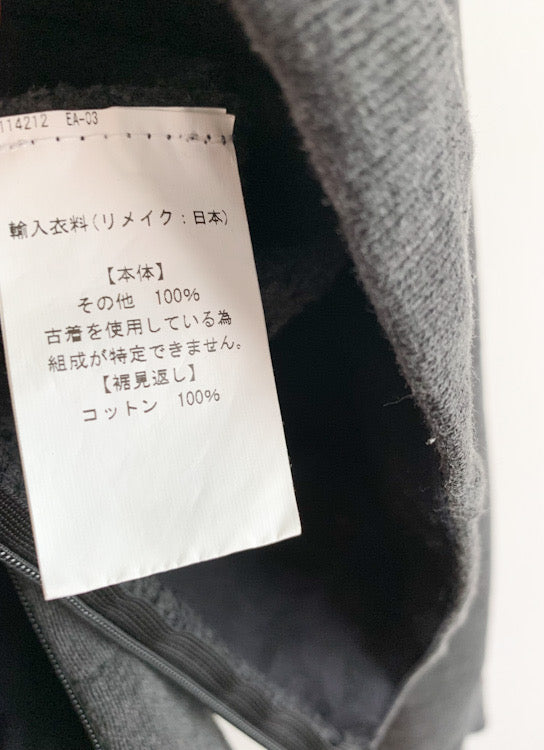 114212 EA-03
輸入衣料(リメイク:日本)
【本体】
その他 100%
古着を使用している為
組成が特定できません。
【裾見返し】
コットン 100%